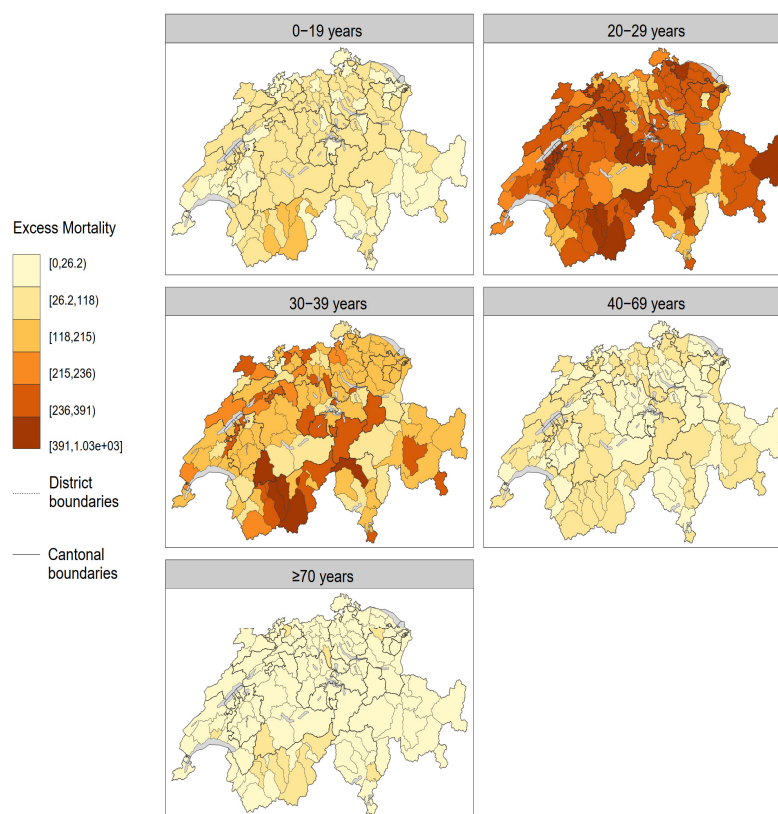 0−19 years
20−29 years
Excess Mortality
[0,26.2)
[26.2,118)
[118,215)
[215,236)
[236,391)
[391,1.03e+03]
District
boundaries
Cantonal
boundaries
30−39 years
40−69 years
≥70 years